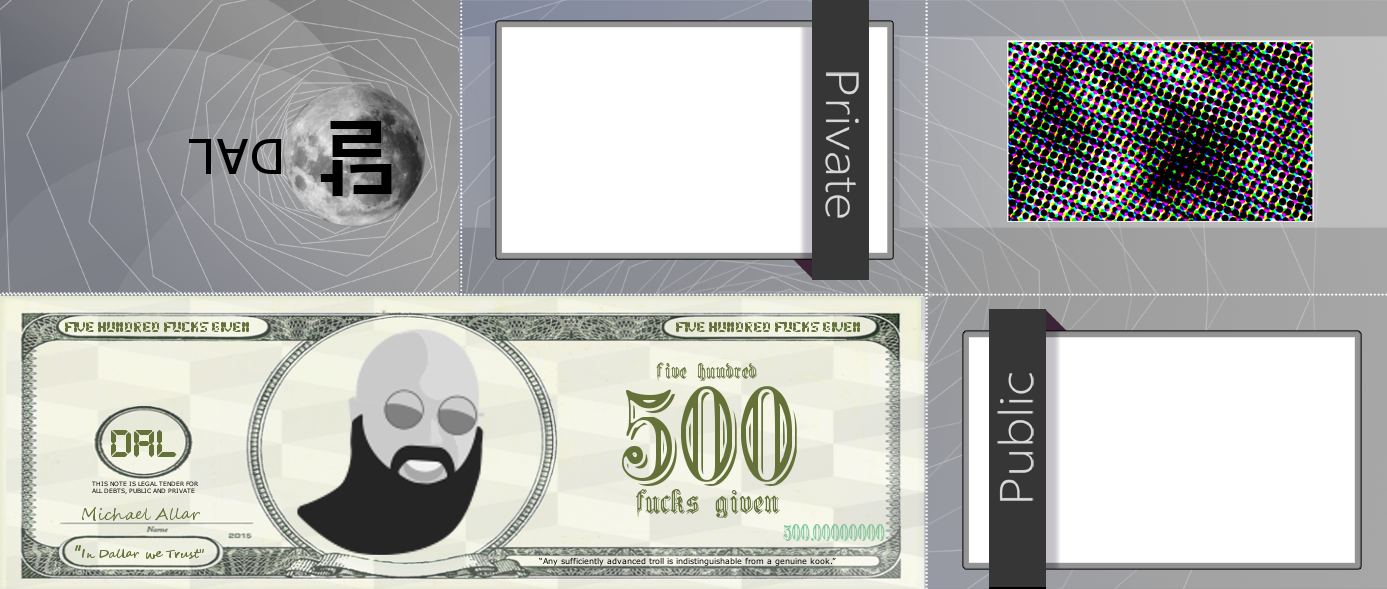 DAL
Private
FIVE HUNDRED FUCKS GIVEN
FIVE HUNDRED FUCKS GIVEN
five hundred
500
fucks given
DAL
THIS NOTE IS LEGAL TENDER FOR
ALL DEBTS, PUBLIC AND PRIVATE
Michael Allar
Name
2015
"In Dallar we Trust"
500.00000000
“Any sufficiently advanced troll is indistinguishable from a genuine kook.”
Public